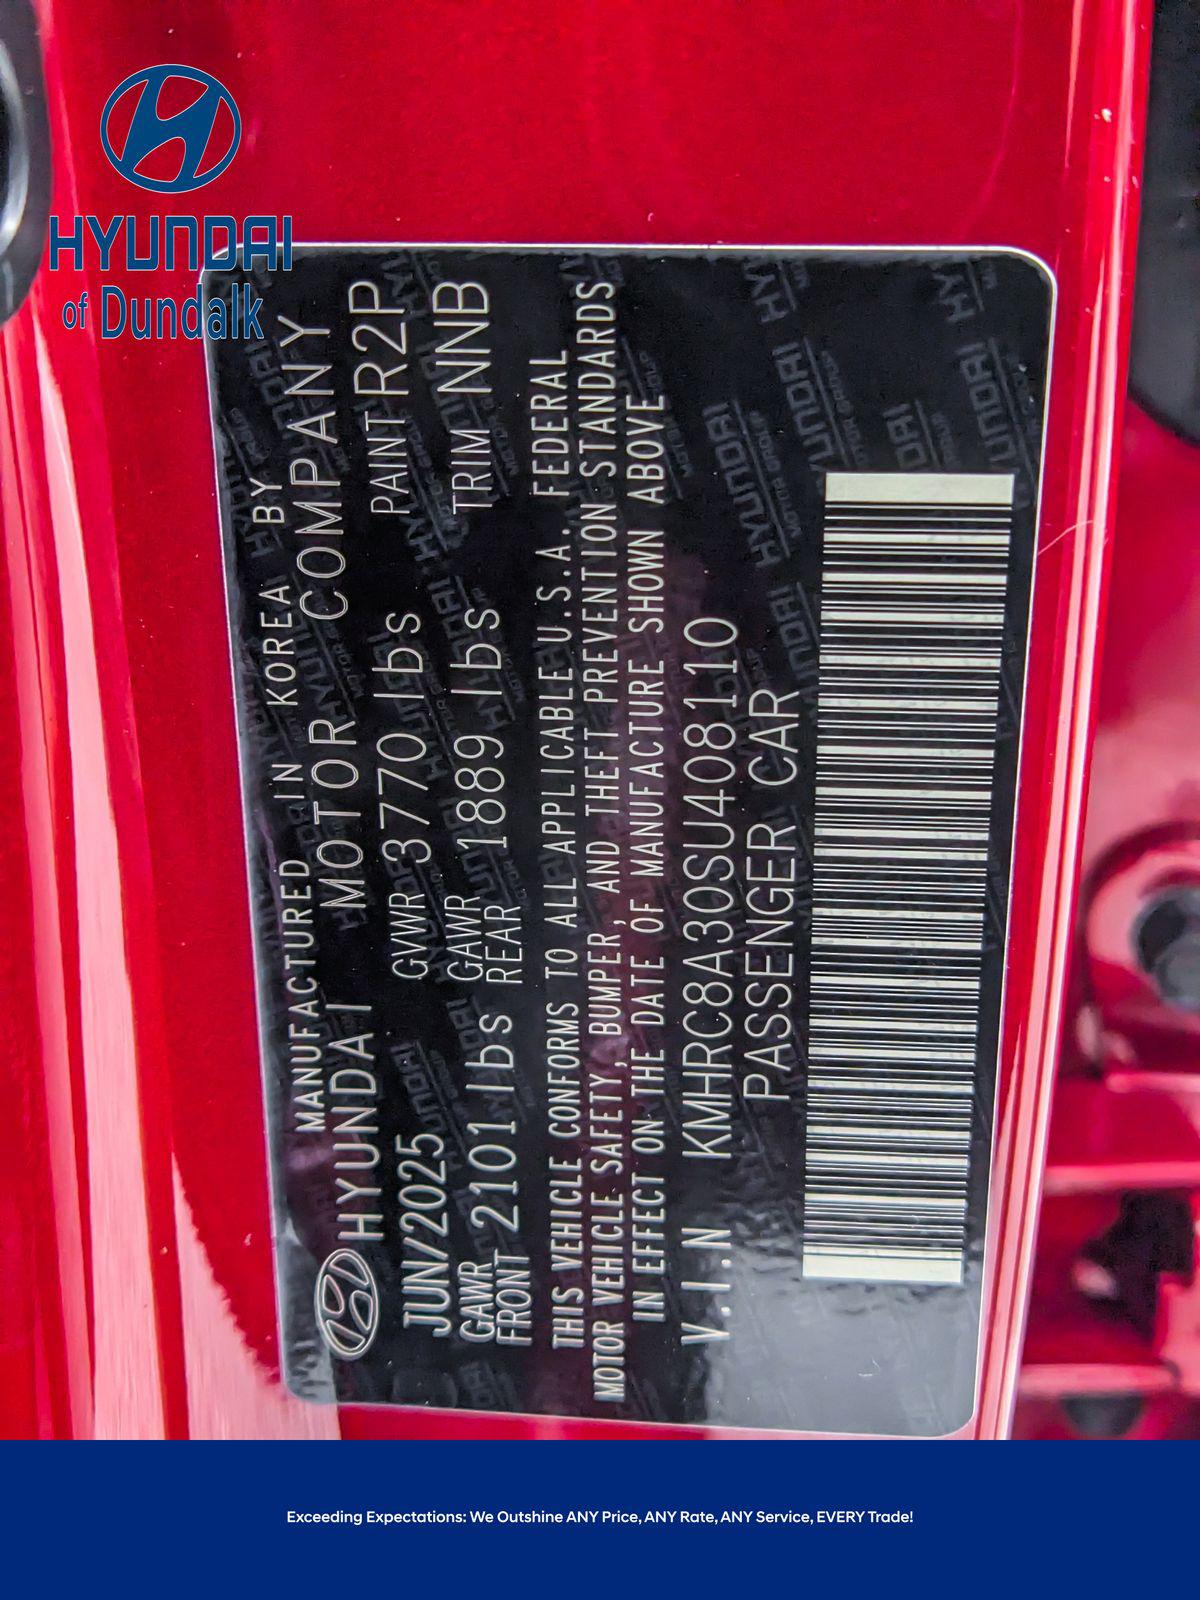 HYUNDAI
of Dundalk
MANUFACTURED IN KOREA BY
HYUNDAI MOTOR COMPANY
JUN/2025 GVWR 3770 lbs PAINT R2P
GAWR FRONT 2101 lbs GAWR REAR 1889 lbs TRIM NNB
THIS VEHICLE CONFORMS TO ALL APPLICABLE U.S.A. FEDERAL
MOTOR VEHICLE SAFETY, BUMPER, AND THEFT PREVENTION STANDARDS
IN EFFECT ON THE DATE OF MANUFACTURE SHOWN ABOVE
V.I.N KMHRC8A30SU408110
PASSENGER CAR
Exceeding Expectations: We Outshine ANY Price, ANY Rate, ANY Service, EVERY Trade!